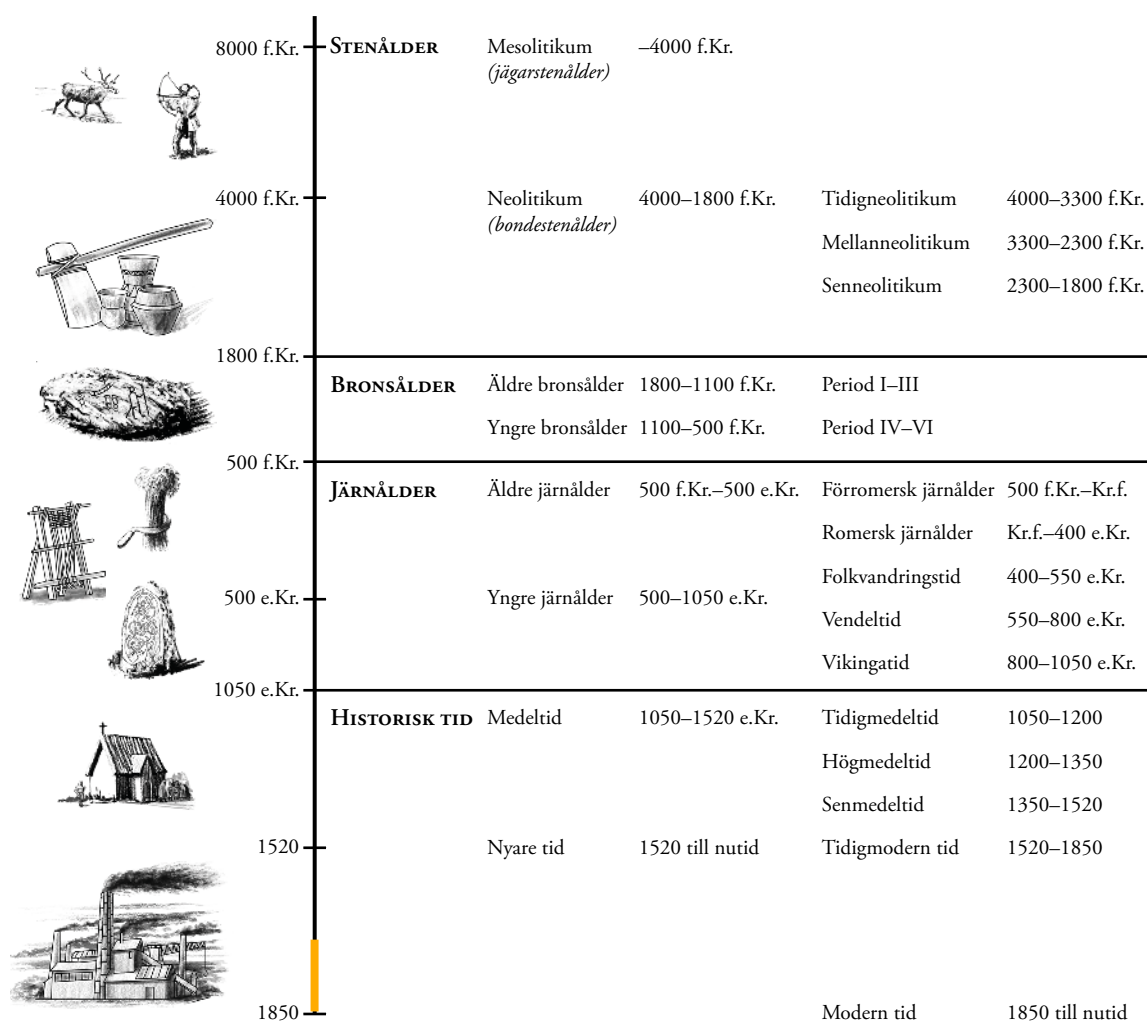 8000 f.Kr. STENÅLDER Mesolitikum –4000 f.Kr.
(jägarstenålder)
4000 f.Kr. Neolitikum 4000–1800 f.Kr. Tidigneolitikum 4000–3300 f.Kr.
(bondestenålder)
Mellanneolitikum 3300–2300 f.Kr.
Senneolitikum 2300–1800 f.Kr.
1800 f.Kr.
BRONSÅLDER Äldre bronsålder 1800–1100 f.Kr. Period I–III
Yngre bronsålder 1100–500 f.Kr. Period IV–VI
500 f.Kr.
JÄRNÅLDER Äldre järnålder 500 f.Kr.–500 e.Kr. Förromersk järnålder 500 f.Kr.–Kr.f.
Romersk järnålder Kr.f.–400 e.Kr.
Folkvandringstid 400–550 e.Kr.
500 e.Kr. Yngre järnålder 500–1050 e.Kr.
Vendeltid 550–800 e.Kr.
Vikingatid 800–1050 e.Kr.
1050 e.Kr.
HISTORISK TID Medeltid 1050–1520 e.Kr. Tidigmedeltid 1050–1200
Högmedeltid 1200–1350
Senmedeltid 1350–1520
1520 Nyare tid 1520 till nutid Tidigmodern tid 1520–1850
1850 Modern tid 1850 till nutid